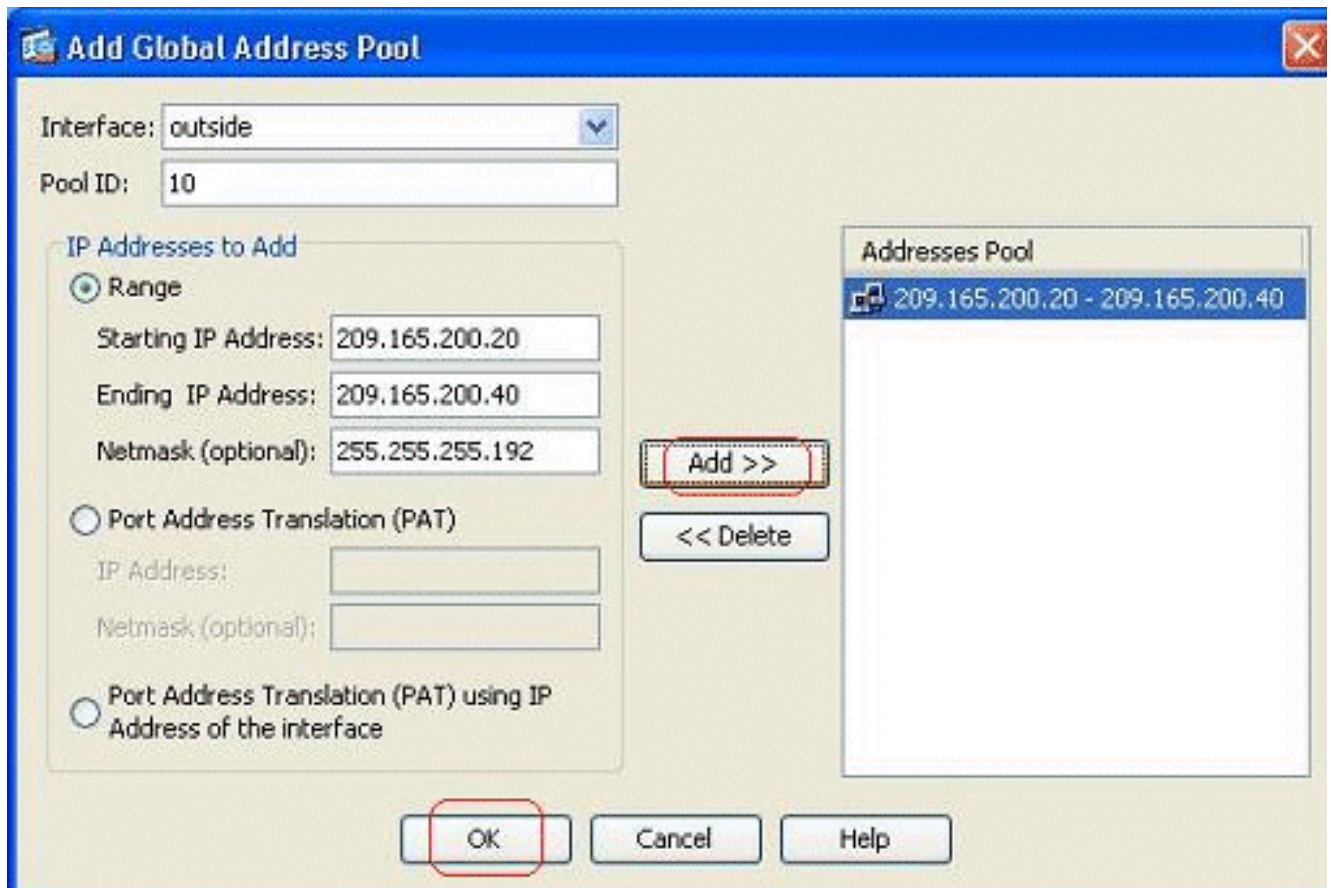 Add Global Address Pool
Interface: outside
Pool ID: 10
IP Addresses to Add
Range
Starting IP Address: 209.165.200.20
Ending IP Address: 209.165.200.40
Netmask (optional): 255.255.255.192
Port Address Translation (PAT)
IP Address:
Netmask (optional):
Port Address Translation (PAT) using IP
Address of the interface
Add >>
<< Delete
Addresses Pool
209.165.200.20 - 209.165.200.40
OK
Cancel
Help